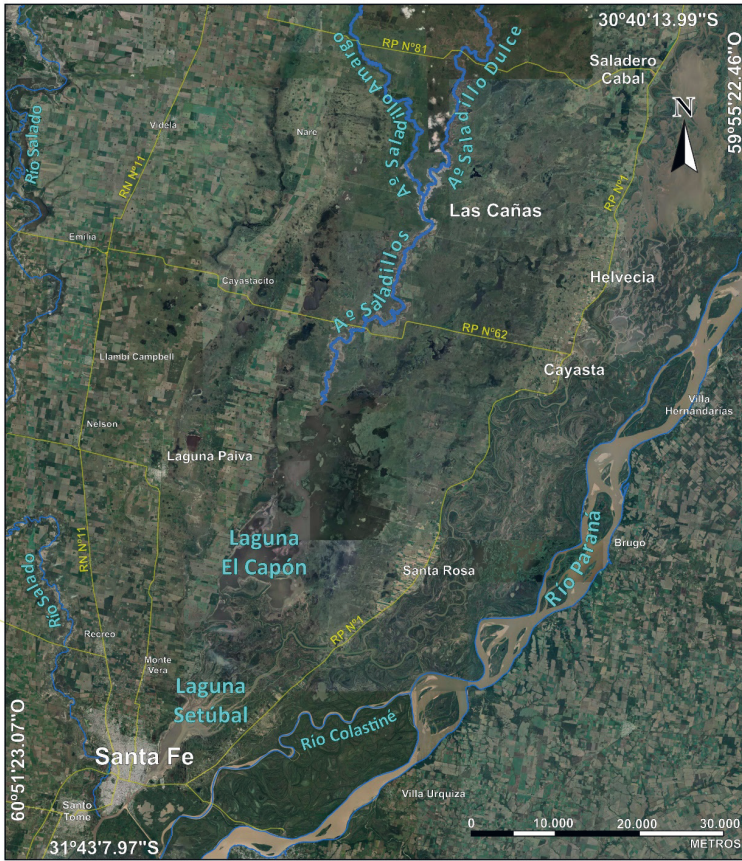 30º40'13.99"S
RP Nº81
Saladero
Cabal
59º55'22.46"O
N
Aº Saladillo Amargo
Aº Saladillo Dulce
Videla
Nare
Río Salado
RN Nº11
RP Nº1
Las Cañas
Emilia
Aº Saladillos
Cayastacito
Helvecia
RP Nº62
Llambi Campbell
Cayasta
Villa
Hernandarias
Nelson
Laguna Paiva
Laguna
El Capón
Río Paraná
Brugo
RN Nº11
Río Salado
Santa Rosa
RP Nº1
Recreo
Monte
Vera
Laguna
Setúbal
Río Colastiné
60º51'23.07"O
Santa Fe
Villa Urquiza
Santo
Tomé
31º43'7.97"S
0 10.000 20.000 30.000
METROS